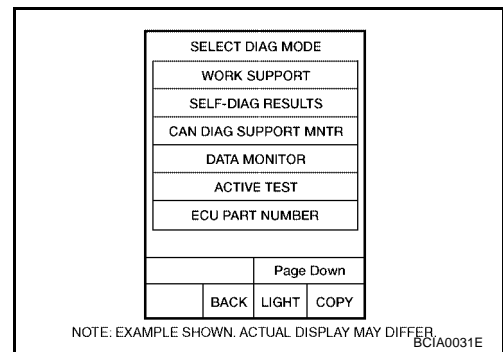 SELECT DIAG MODE
WORK SUPPORT
SELF-DIAG RESULTS
CAN DIAG SUPPORT MNTR
DATA MONITOR
ACTIVE TEST
ECU PART NUMBER
Page Down
BACK LIGHT COPY
NOTE: EXAMPLE SHOWN. ACTUAL DISPLAY MAY DIFFER.
BCIA0031E